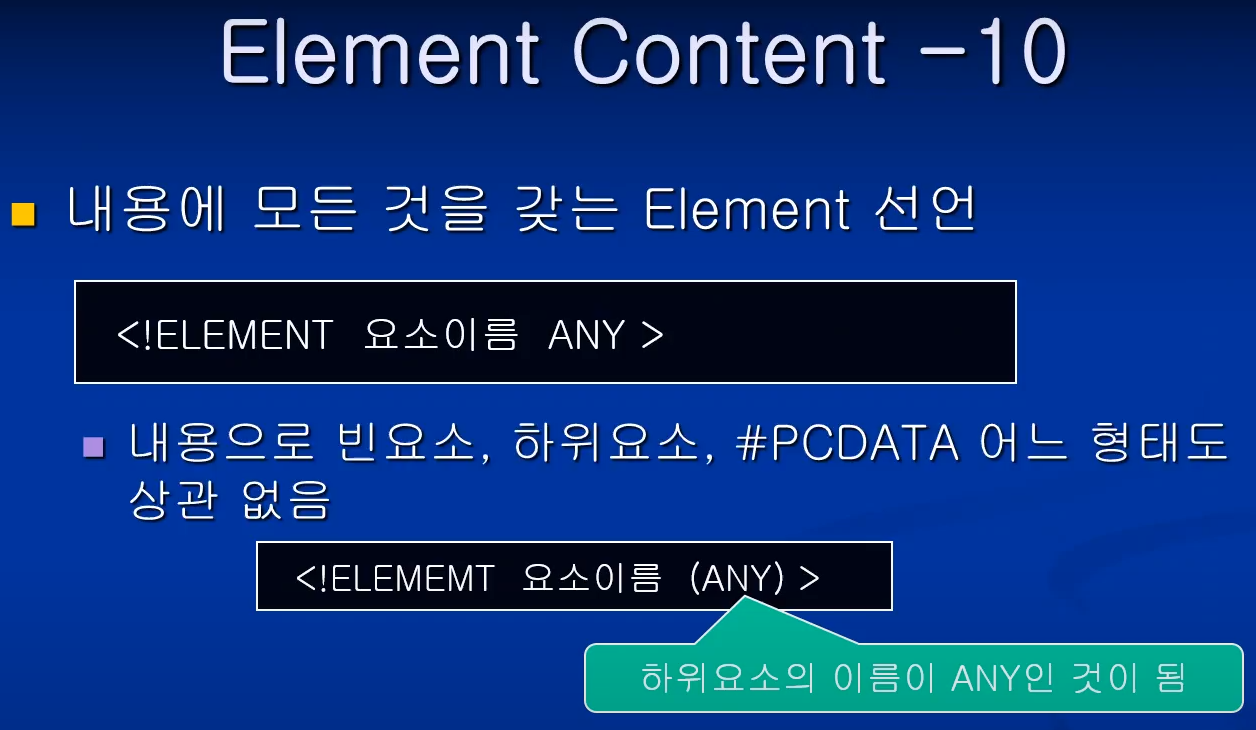 Element Content -10
내용에 모든 것을 갖는 Element 선언
<!ELEMENT 요소이름 ANY >
내용으로 빈요소, 하위요소, #PCDATA 어느 형태도
상관 없음
<!ELEMEMT 요소이름 (ANY) >
하위요소의 이름이 ANY인 것이 됨